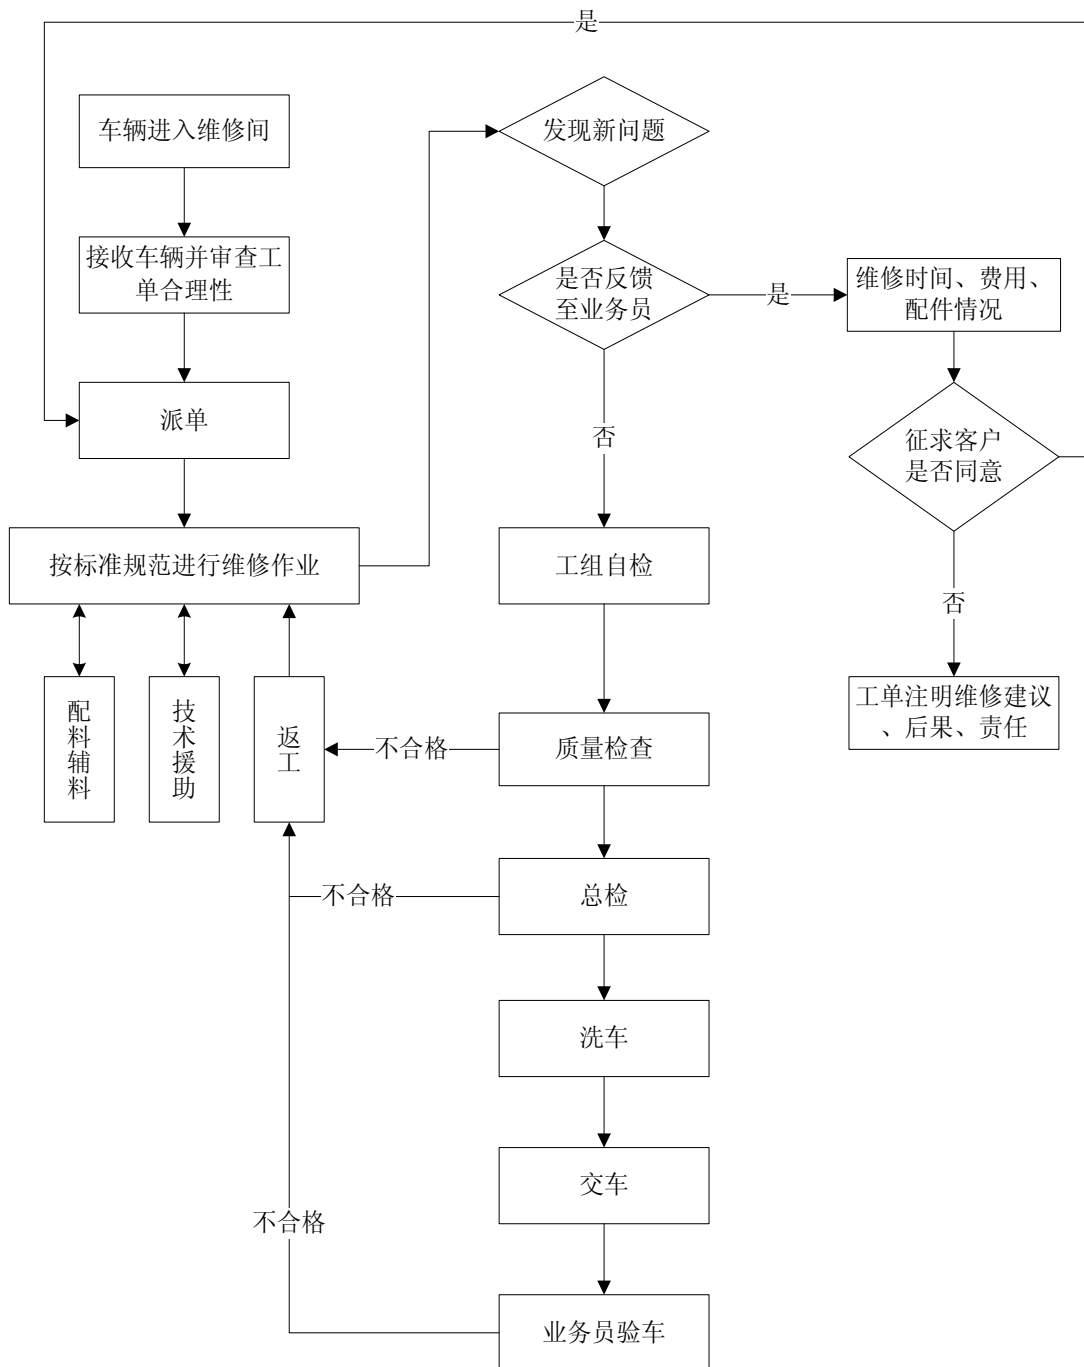 是
车辆进入维修间
发现新问题
接收车辆并审查工
单合理性
是否反馈
至业务员
是
维修时间、费用、
配件情况
派单
否
征求客户
是否同意
按标准规范进行维修作业
工组自检
否
配料辅料
技术援助
返工
不合格
质量检查
工单注明维修建议
、后果、责任
不合格
总检
洗车
交车
不合格
业务员验车